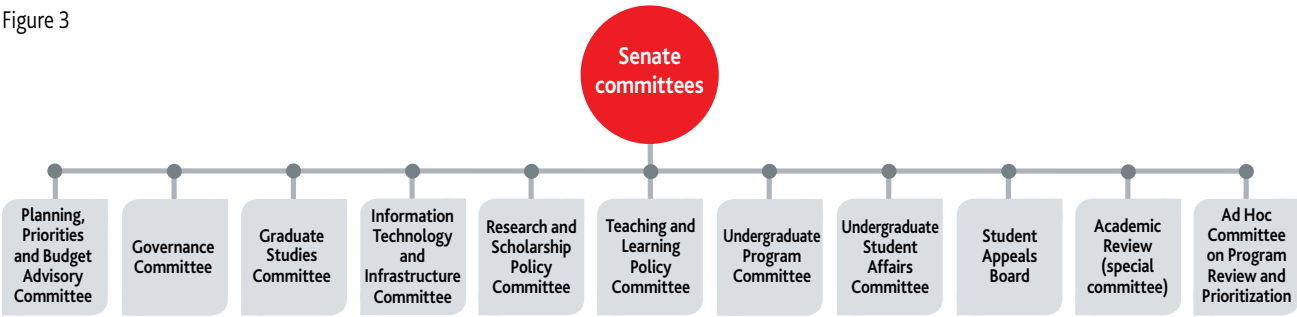 Figure 3
Senate
committees
Planning,
Priorities
and Budget
Advisory
Committee
Governance
Committee
Graduate
Studies
Committee
Information
Technology
and
Infrastructure
Committee
Research and
Scholarship
Policy
Committee
Teaching and
Learning
Policy
Committee
Undergraduate
Program
Committee
Undergraduate
Student
Affairs
Committee
Student
Appeals
Board
Academic
Review
(special
committee)
Ad Hoc
Committee
on Program
Review and
Prioritization